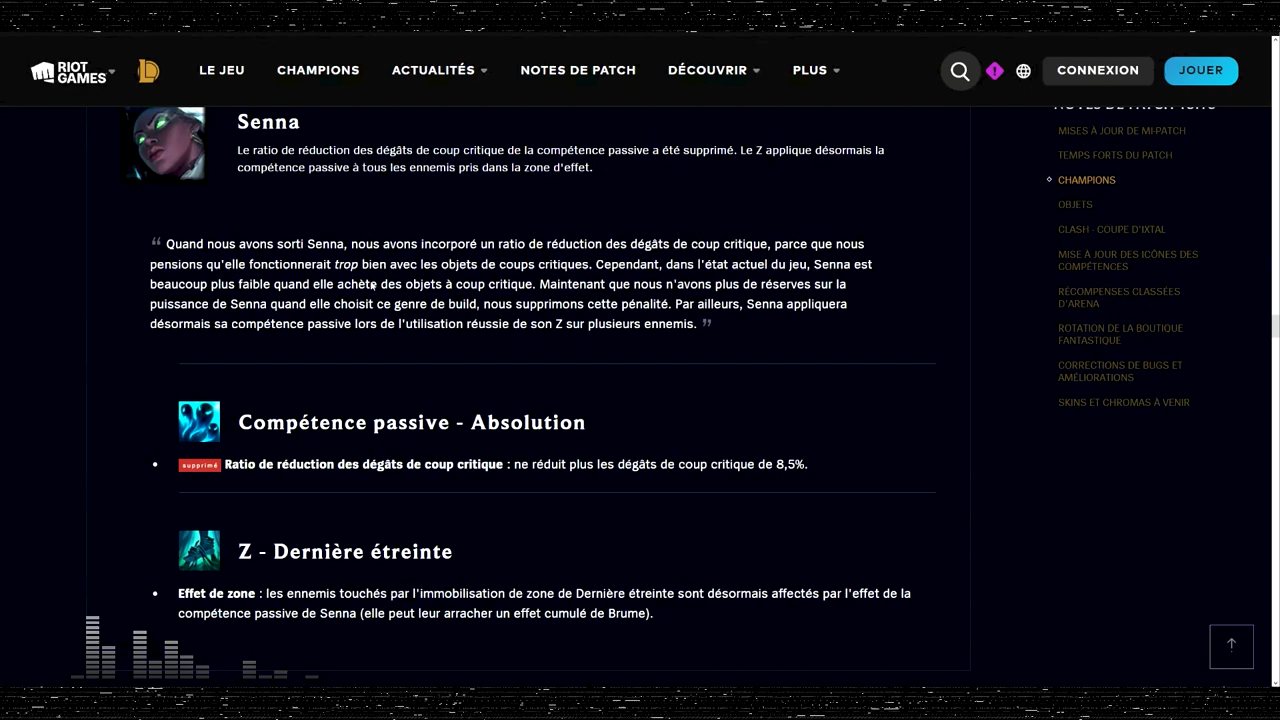 RIOT GAMES
LE JEU
CHAMPIONS
ACTUALITÉS
NOTES DE PATCH
DÉCOUVRIR
PLUS
CONNEXION
JOUER
Senna
Le ratio de réduction des dégâts de coup critique de la compétence passive a été supprimé. Le Z applique désormais la
compétence passive à tous les ennemis pris dans la zone d'effet.
“ Quand nous avons sorti Senna, nous avons incorporé un ratio de réduction des dégâts de coup critique, parce que nous
pensions qu'elle fonctionnerait trop bien avec des objets de coups critiques. Cependant, dans l'état actuel du jeu, Senna est
beaucoup plus faible quand elle achète des objets à coup critique. Maintenant que nous n'avons plus de réserves sur la
puissance de Senna quand elle choisit ce genre de build, nous supprimons cette pénalité. Par ailleurs, Senna appliquera
désormais sa compétence passive lors de l'utilisation réussie de son Z sur plusieurs ennemis. ”
Compétence passive - Absolution
• supprimé Ratio de réduction des dégâts de coup critique : ne réduit plus les dégâts de coup critique de 8,5%.
Z - Dernière étreinte
• Effet de zone : les ennemis touchés par l'immobilisation de zone de Dernière étreinte sont désormais affectés par l'effet de la
compétence passive de Senna (elle peut leur arracher un effet cumulé de Brume).
MISES À JOUR DE MI-PATCH
TEMPS FORTS DU PATCH
CHAMPIONS
OBJETS
CLASH - COUPE D'IXTAL
MISE À JOUR DES ICÔNES DES
COMPÉTENCES
RÉCOMPENSES CLASSÉES
D'ARENA
ROTATION DE LA BOUTIQUE
FANTASTIQUE
CORRECTIONS DE BUGS ET
AMÉLIORATIONS
SKINS ET CHROMAS À VENIR